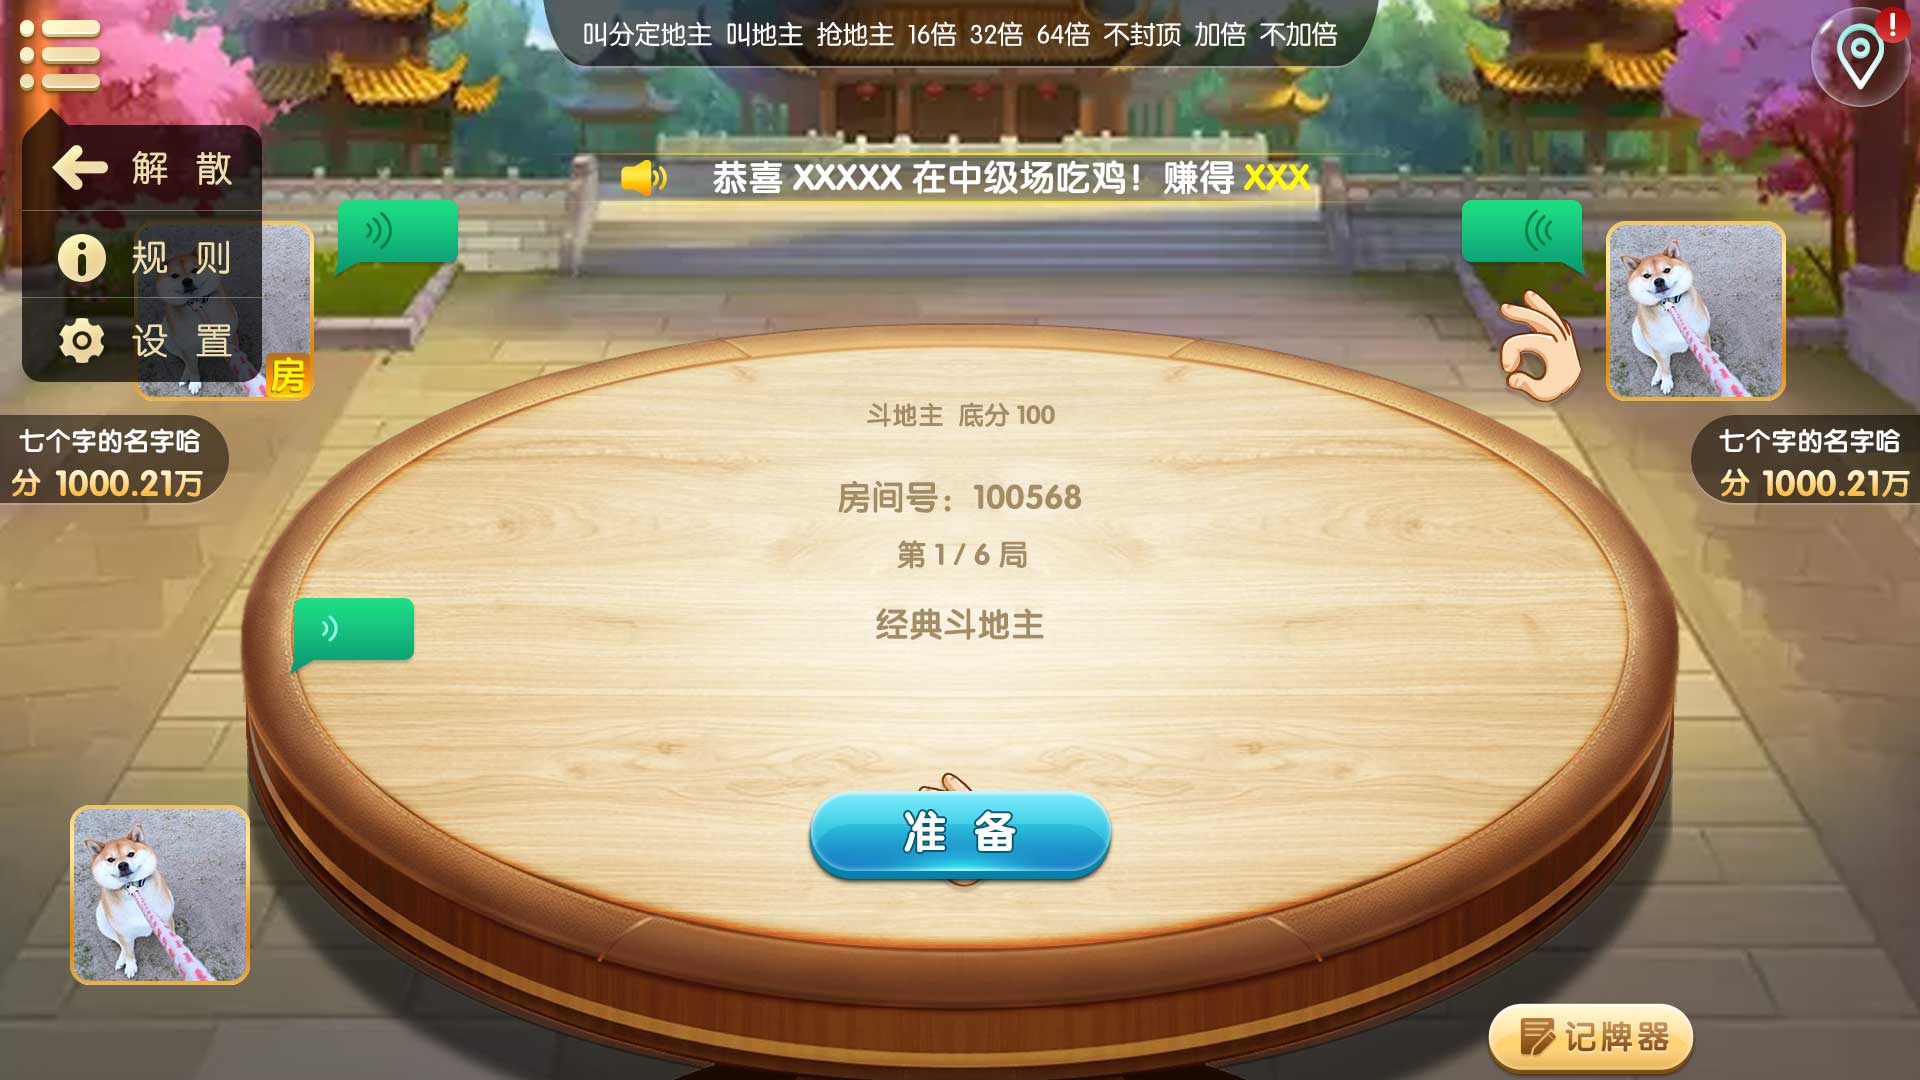 叫分定地主 叫地主 抢地主 16倍 32倍 64倍 不封顶 加倍 不加倍
!
解 散
恭喜 XXXXX 在中级场吃鸡！赚得 XXX
规 则
设 置
房
七个字的名字哈
分 1000.21万
七个字的名字哈
分 1000.21万
斗地主 底分 100
房间号：100568
第 1 / 6 局
经典斗地主
准 备
记牌器